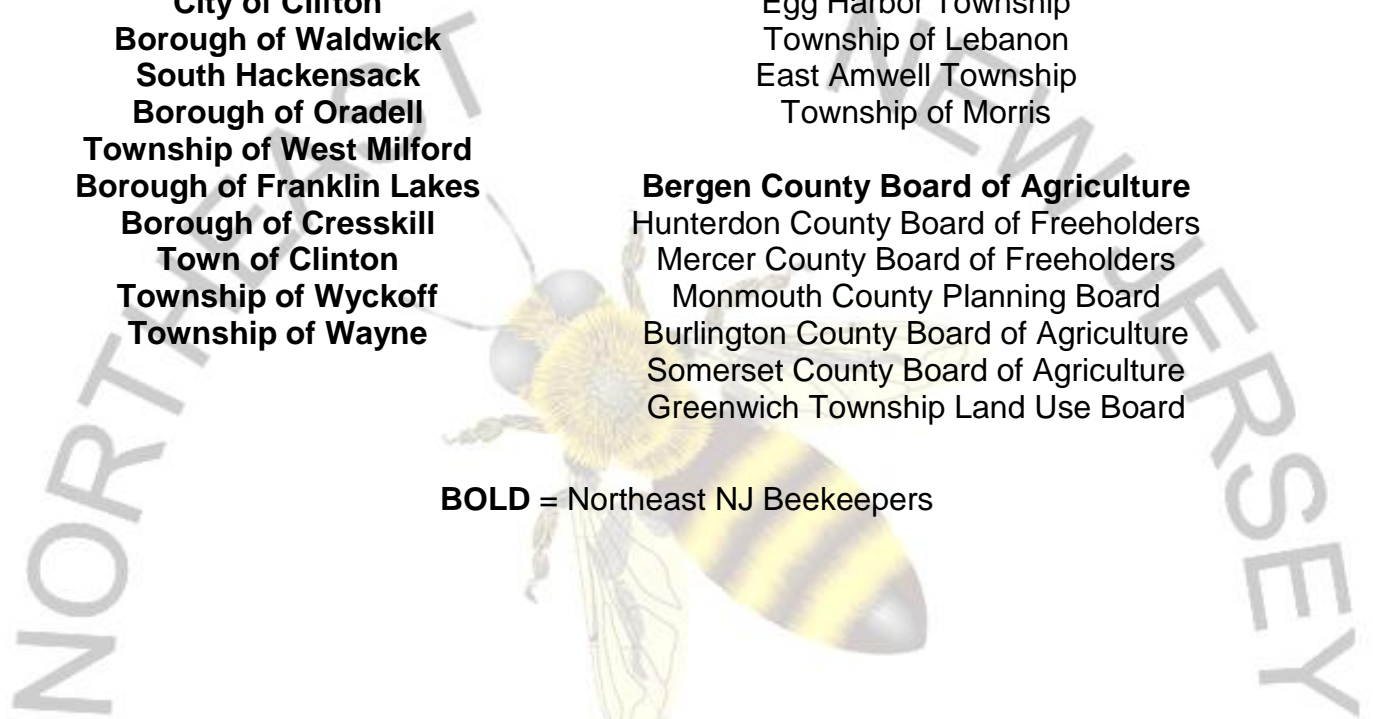 City of Clifton
Borough of Waldwick
South Hackensack
Borough of Oradell
Township of West Milford
Borough of Franklin Lakes
Borough of Cresskill
Town of Clinton
Township of Wyckoff
Township of Wayne
Egg Harbor Township
Township of Lebanon
East Amwell Township
Township of Morris
Bergen County Board of Agriculture
Hunterdon County Board of Freeholders
Mercer County Board of Freeholders
Monmouth County Planning Board
Burlington County Board of Agriculture
Somerset County Board of Agriculture
Greenwich Township Land Use Board
BOLD = Northeast NJ Beekeepers
NORTHEAST
NEW JERSEY